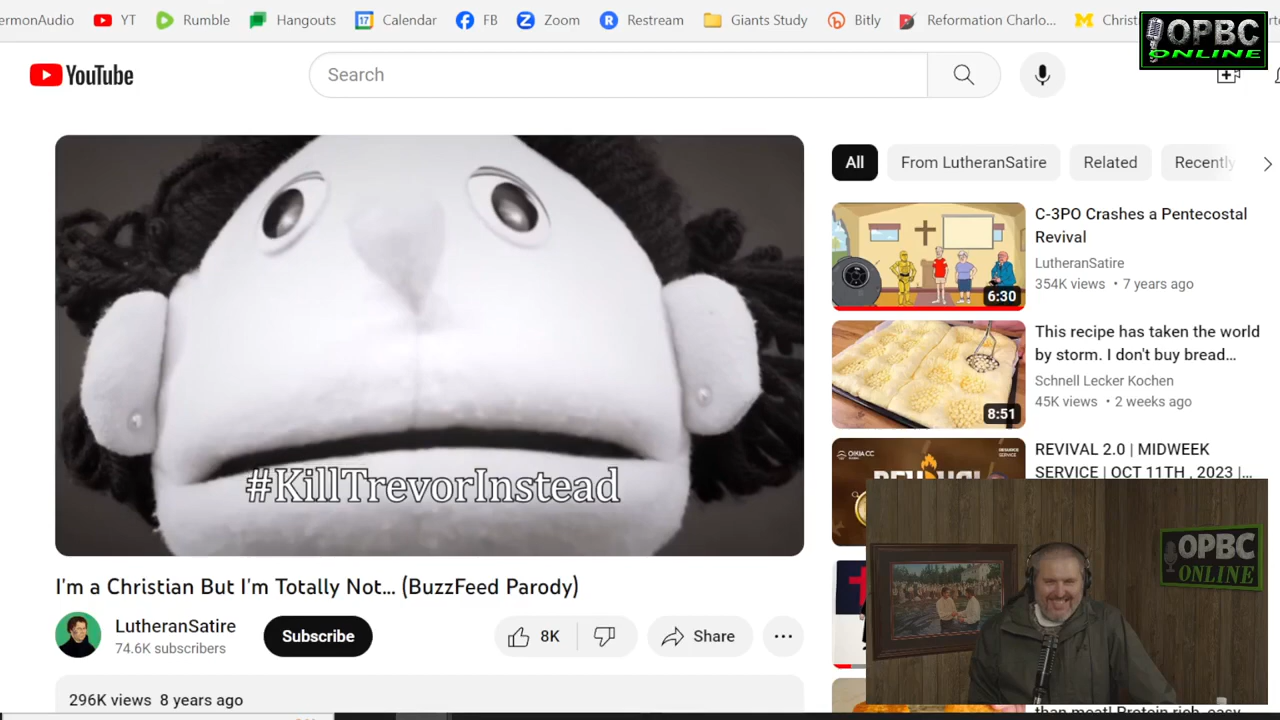 ermonAudio
YT
Rumble
Hangouts
17
Calendar
FB
Zoom
Restream
Giants Study
Bitly
Reformation Charlo...
OPBC
ONLINE
YouTube
Search
All
From LutheranSatire
Related
Recently
#KillTrevorInstead
C-3PO Crashes a Pentecostal
Revival
LutheranSatire
354K views • 7 years ago
6:30
This recipe has taken the world
by storm. I don't buy bread...
Schnell Lecker Kochen
45K views • 2 weeks ago
8:51
REVIVAL 2.0 | MIDWEEK
SERVICE | OCT 11TH , 2023 |...
OPBC
ONLINE
I'm a Christian But I'm Totally Not... (BuzzFeed Parody)
LutheranSatire
74.6K subscribers
Subscribe
8K
Share
296K views 8 years ago